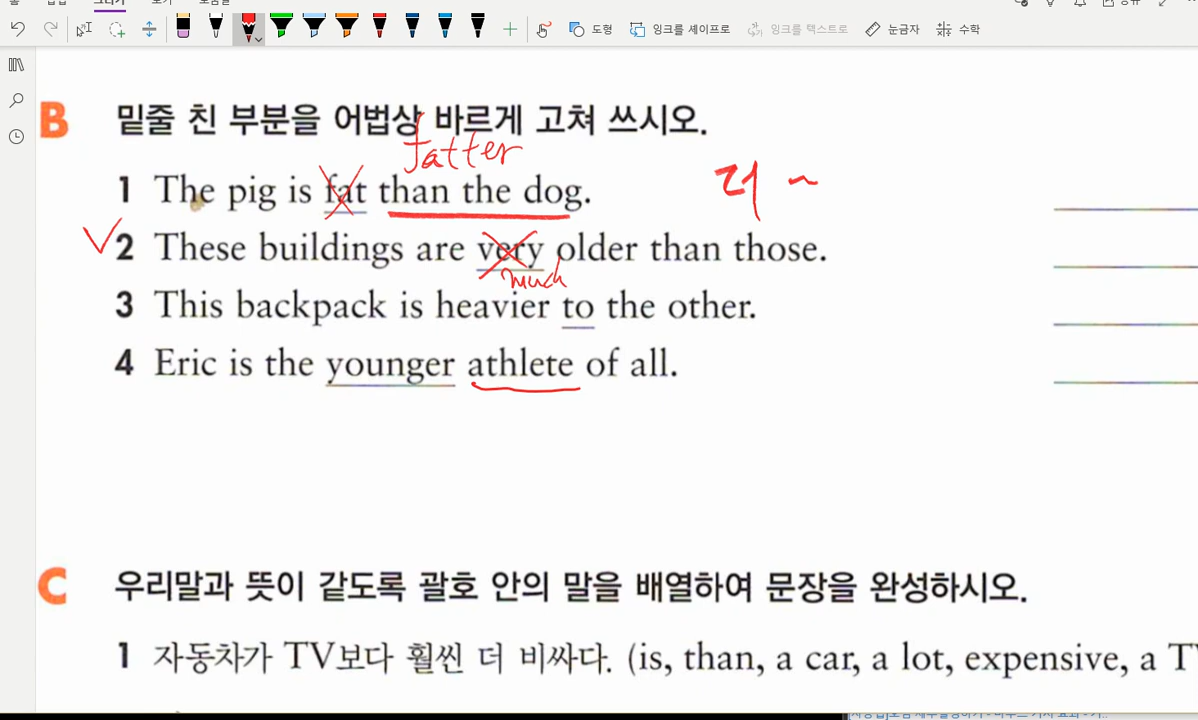 도형
잉크를 셰이프로
잉크를 텍스트로
눈금자
수학
B 밑줄 친 부분을 어법상 바르게 고쳐 쓰시오.
fatter
1 The pig is fat than the dog.
더 ~
2 These buildings are very older than those.
much
3 This backpack is heavier to the other.
4 Eric is the younger athlete of all.
C 우리말과 뜻이 같도록 괄호 안의 말을 배열하여 문장을 완성하시오.
1 자동차가 TV보다 훨씬 더 비싸다. (is, than, a car, a lot, expensive, a TV